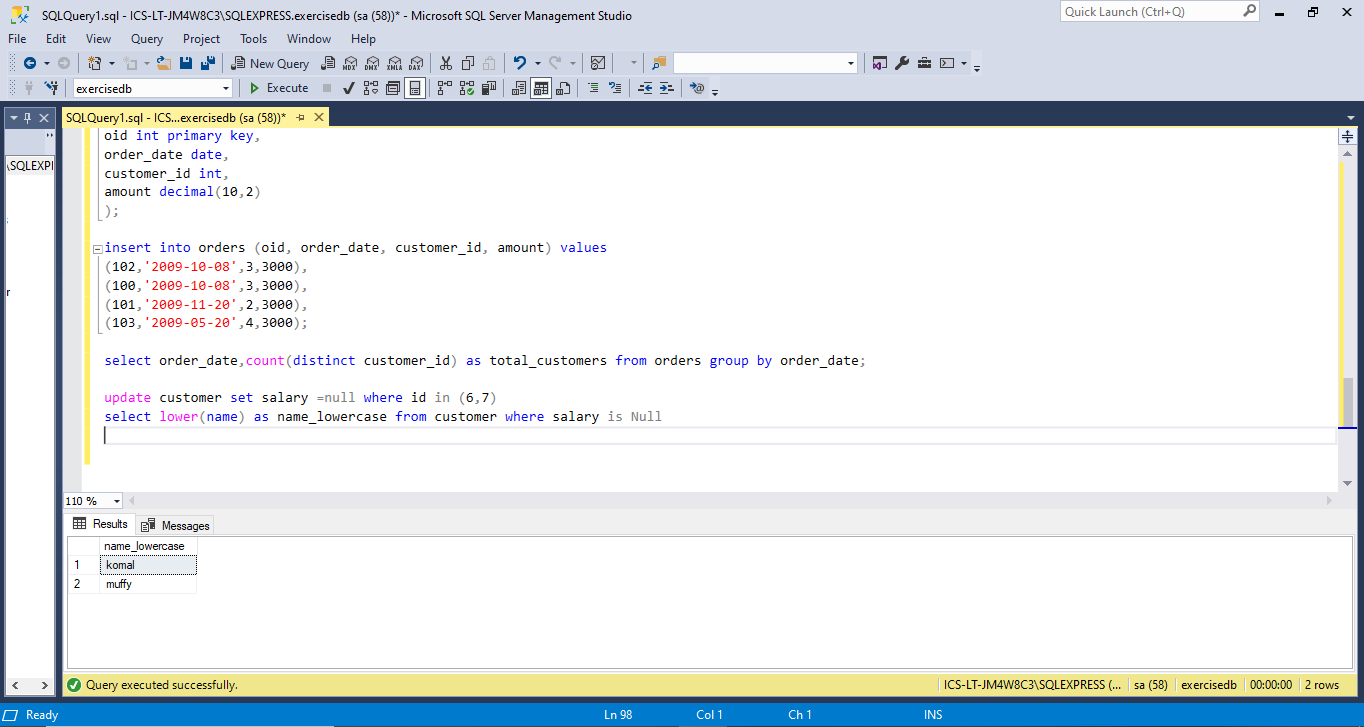 SQLQuery1.sql - ICS-LT-JM4W8C3\SQLEXPRESS.exercisedb (sa (58))* - Microsoft SQL Server Management Studio
Quick Launch (Ctrl+Q)
File Edit View Query Project Tools Window Help
New Query MDX DMX XMLA DAX
exercisedb Execute
SQLQuery1.sql - ICS...exercisedb (sa (58))*
\SQLEXPI
r
oid int primary key,
order_date date,
customer_id int,
amount decimal(10,2)
);
insert into orders (oid, order_date, customer_id, amount) values
(102,'2009-10-08',3,3000),
(100,'2009-10-08',3,3000),
(101,'2009-11-20',2,3000),
(103,'2009-05-20',4,3000);
select order_date,count(distinct customer_id) as total_customers from orders group by order_date;
update customer set salary =null where id in (6,7)
select lower(name) as name_lowercase from customer where salary is Null
110 %
Results Messages
name_lowercase
1 komal
2 muffy
Query executed successfully. ICS-LT-JM4W8C3\SQLEXPRESS (... sa (58) exercisedb 00:00:00 2 rows
Ready Ln 98 Col 1 Ch 1 INS